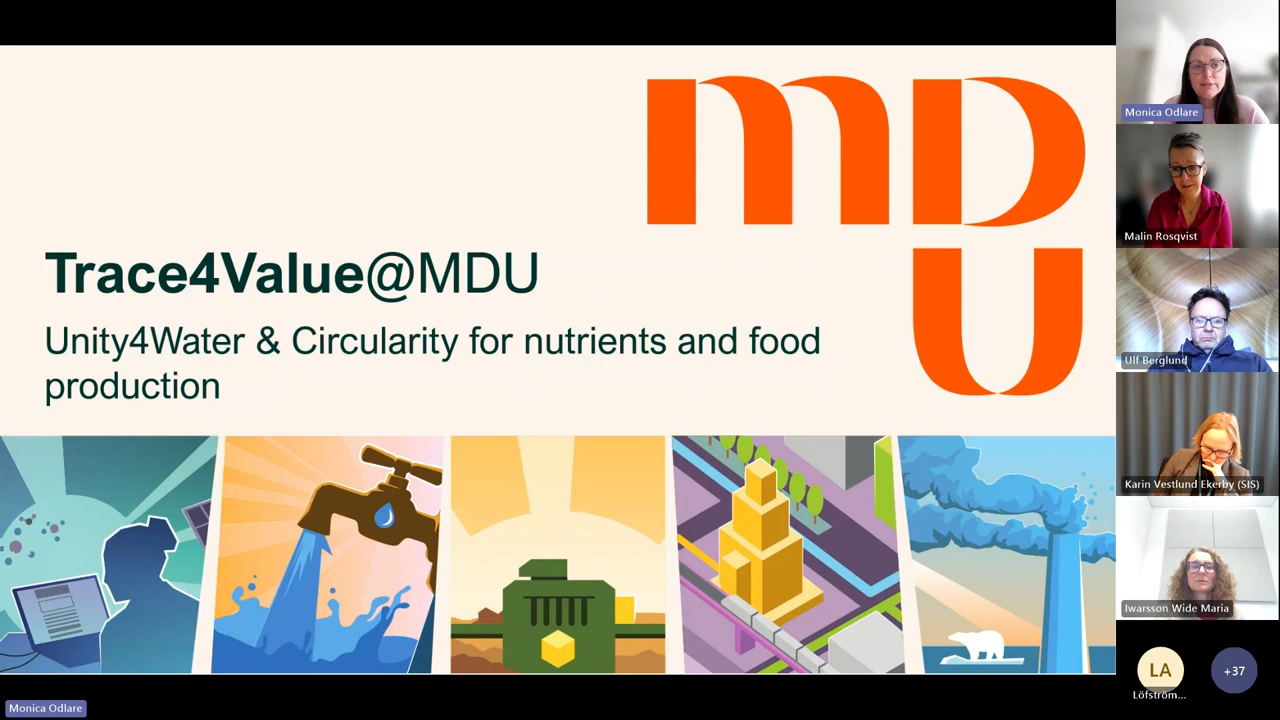 MDU
Trace4Value@MDU
Unity4Water & Circularity for nutrients and food
production
Monica Odlare
Monica Odlare
Malin Rosqvist
Ulf Berglund
Karin Vestlund Ekerby (SIS)
Iwarsson Wide Maria
LA
+37
Löfström...